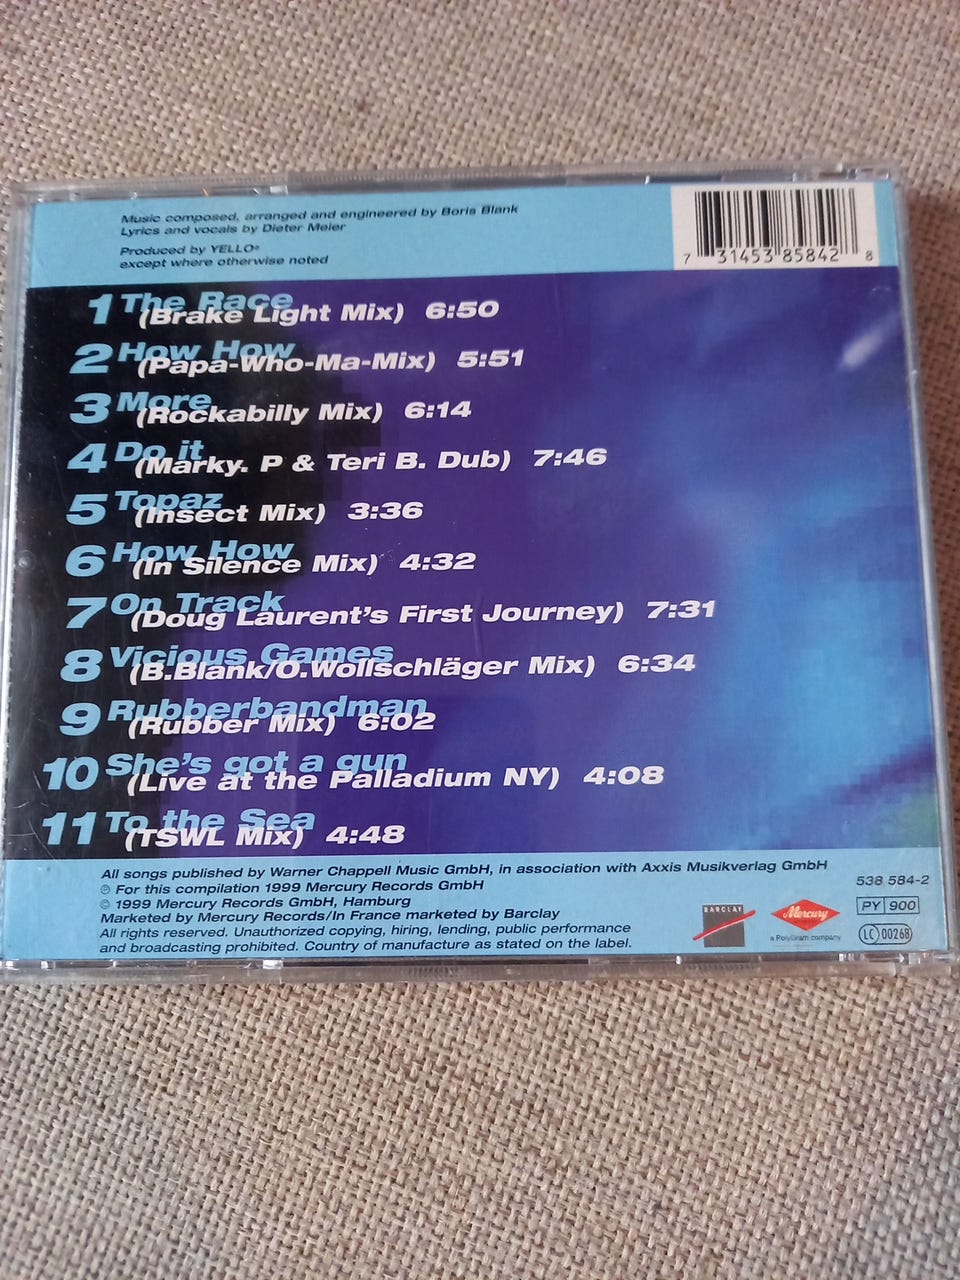 Music composed, arranged and engineered by Boris Blank
Lyrics and vocals by Dieter Meier
Produced by YELLO®
except where otherwise noted
7 31453 85842 8
1 The Race
(Brake Light Mix) 6:50
2 How How
(Papa-Who-Ma-Mix) 5:51
3 More
(Rockabilly Mix) 6:14
4 Do it
(Marky. P & Teri B. Dub) 7:46
5 Topaz
(Insect Mix) 3:36
6 How How
(In Silence Mix) 4:32
7 On Track
(Doug Laurent's First Journey) 7:31
8 Vicious Games
(B.Blank/O.Wollschläger Mix) 6:34
9 Rubberbandman
(Rubber Mix) 6:02
10 She's got a gun
(Live at the Palladium NY) 4:08
11 To the Sea
(TSWL Mix) 4:48
All songs published by Warner Chappell Music GmbH, in association with Axxis Musikverlag GmbH
℗ For this compilation 1999 Mercury Records GmbH
© 1999 Mercury Records GmbH, Hamburg
Marketed by Mercury Records/In France marketed by Barclay
All rights reserved. Unauthorized copying, hiring, lending, public performance
and broadcasting prohibited. Country of manufacture as stated on the label.
BARCLAY
Mercury
a PolyGram company
538 584-2
PY 900
LC 00268